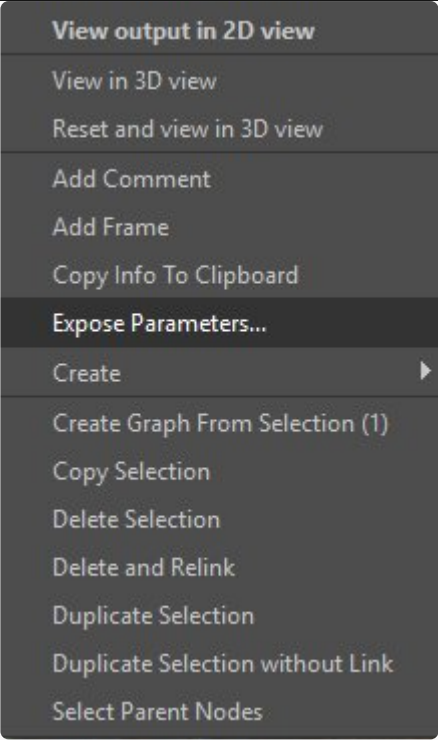 View output in 2D view
View in 3D view
Reset and view in 3D view
Add Comment
Add Frame
Copy Info To Clipboard
Expose Parameters...
Create
Create Graph From Selection (1)
Copy Selection
Delete Selection
Delete and Relink
Duplicate Selection
Duplicate Selection without Link
Select Parent Nodes